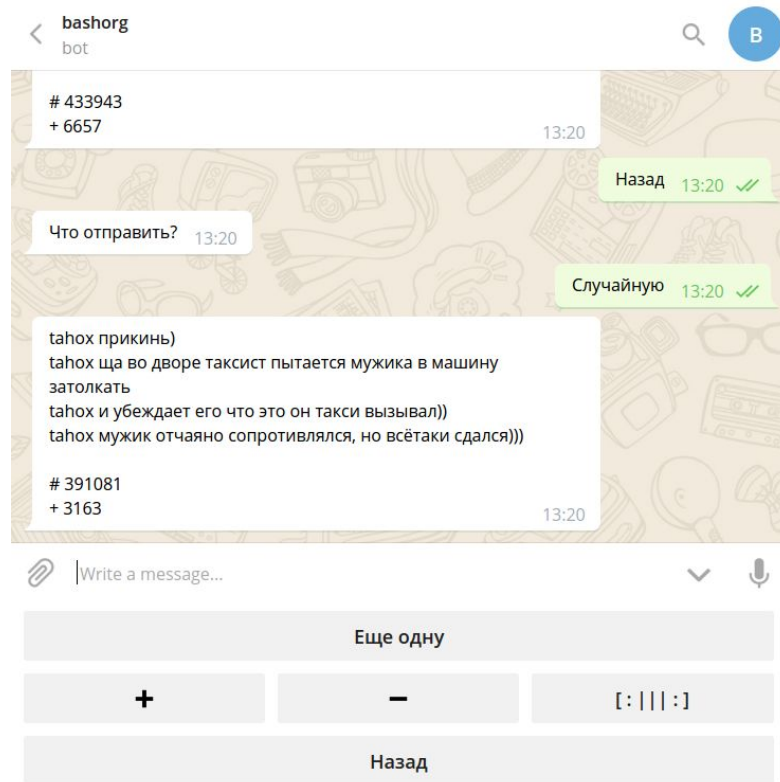 bashorg
bot
B
# 433943
+ 6657
13:20
Назад 13:20
Что отправить? 13:20
Случайную 13:20
tahox прикинь)
tahox ща во дворе таксист пытается мужика в машину
затолкать
tahox и убеждает его что это он такси вызывал))
tahox мужик отчаяно сопротивлялся, но всётаки сдался)))
# 391081
+ 3163
13:20
Write a message...
Еще одну
+ − [:|||:]
Назад